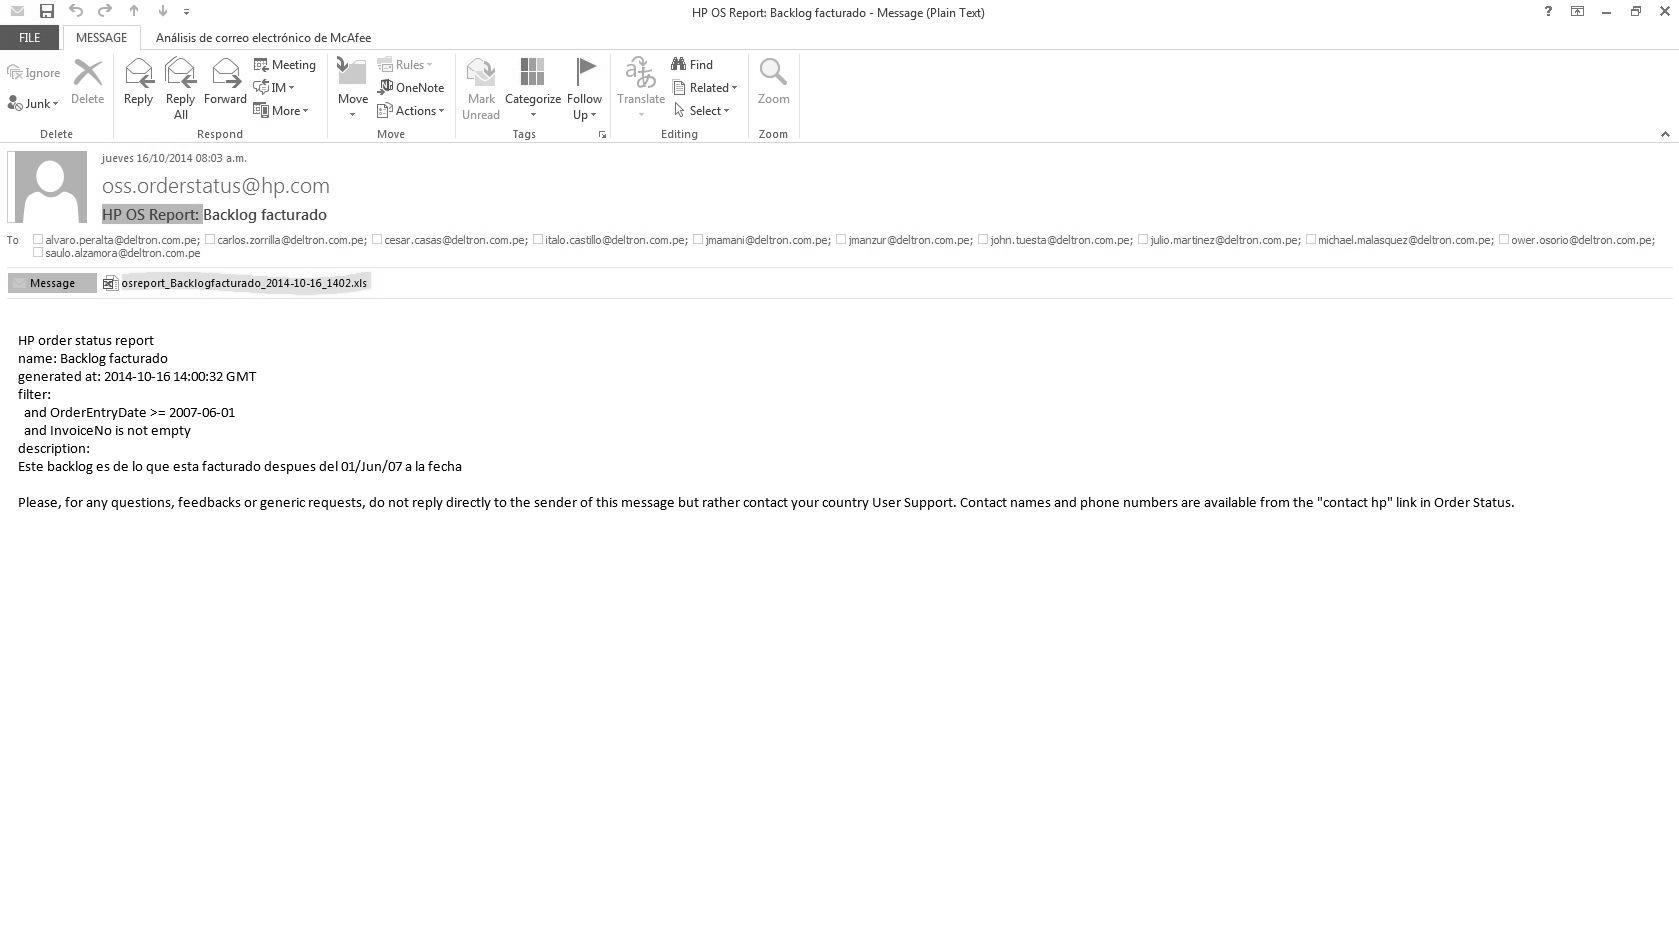 HP OS Report: Backlog facturado - Message (Plain Text)
?
FILE
MESSAGE
Análisis de correo electrónico de McAfee
Ignore
Junk
Delete
Delete
Reply
Reply All
Forward
Meeting
IM
More
Respond
Move
Rules
OneNote
Actions
Move
Mark Unread
Categorize
Follow Up
Tags
Translate
Find
Related
Select
Editing
Zoom
Zoom
jueves 16/10/2014 08:03 a.m.
oss.orderstatus@hp.com
HP OS Report: Backlog facturado
To alvaro.peralta@deltron.com.pe; carlos.zorrilla@deltron.com.pe; cesar.casas@deltron.com.pe; italo.castillo@deltron.com.pe; jmamani@deltron.com.pe; jmanzur@deltron.com.pe; john.tuesta@deltron.com.pe; julio.martinez@deltron.com.pe; michael.malasquez@deltron.com.pe; ower.osorio@deltron.com.pe;
saulo.alzamora@deltron.com.pe
Message osreport_Backlogfacturado_2014-10-16_1402.xls
HP order status report
name: Backlog facturado
generated at: 2014-10-16 14:00:32 GMT
filter:
and OrderEntryDate >= 2007-06-01
and InvoiceNo is not empty
description:
Este backlog es de lo que esta facturado despues del 01/Jun/07 a la fecha
Please, for any questions, feedbacks or generic requests, do not reply directly to the sender of this message but rather contact your country User Support. Contact names and phone numbers are available from the "contact hp" link in Order Status.